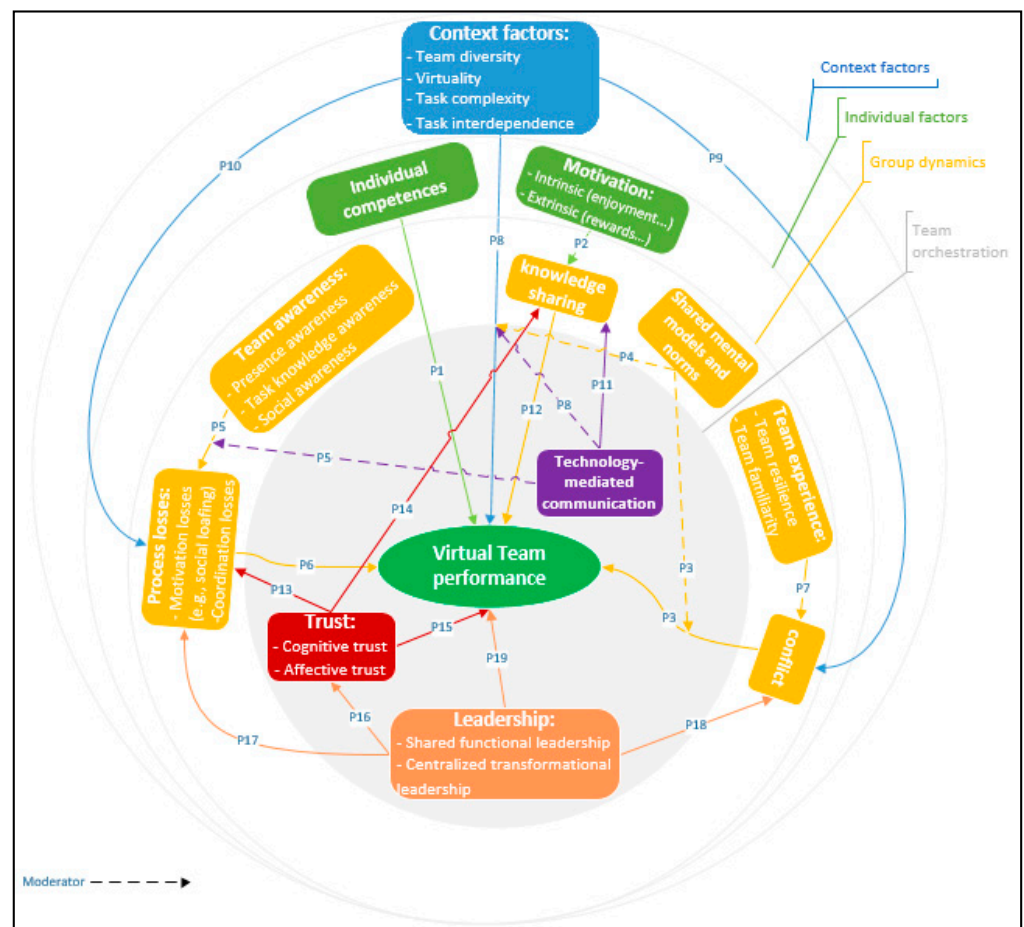 Context factors:
- Team diversity
- Virtuality
- Task complexity
- Task interdependence
Context factors
Individual factors
Group dynamics
Team
orchestration
P10
P9
Individual
competences
Motivation:
- Intrinsic (enjoyment...)
- Extrinsic (rewards...)
P8
P2
knowledge
sharing
Team awareness:
- Presence awareness
- Task knowledge awareness
- Social awareness
Shared mental
models and
norms
P4
P1
P11
P12
P8
Team experience:
- Team resilience
- Team familiarity
P5
P5
Technology-
mediated
communication
P14
Process losses:
- Motivation losses
(e.g., social loafing)
-Coordination losses
Virtual Team
performance
P6
P3
P7
P13
P3
Trust:
- Cognitive trust
- Affective trust
P15
conflict
P19
P16
P17
P18
Leadership:
- Shared functional leadership
- Centralized transformational
leadership
Moderator